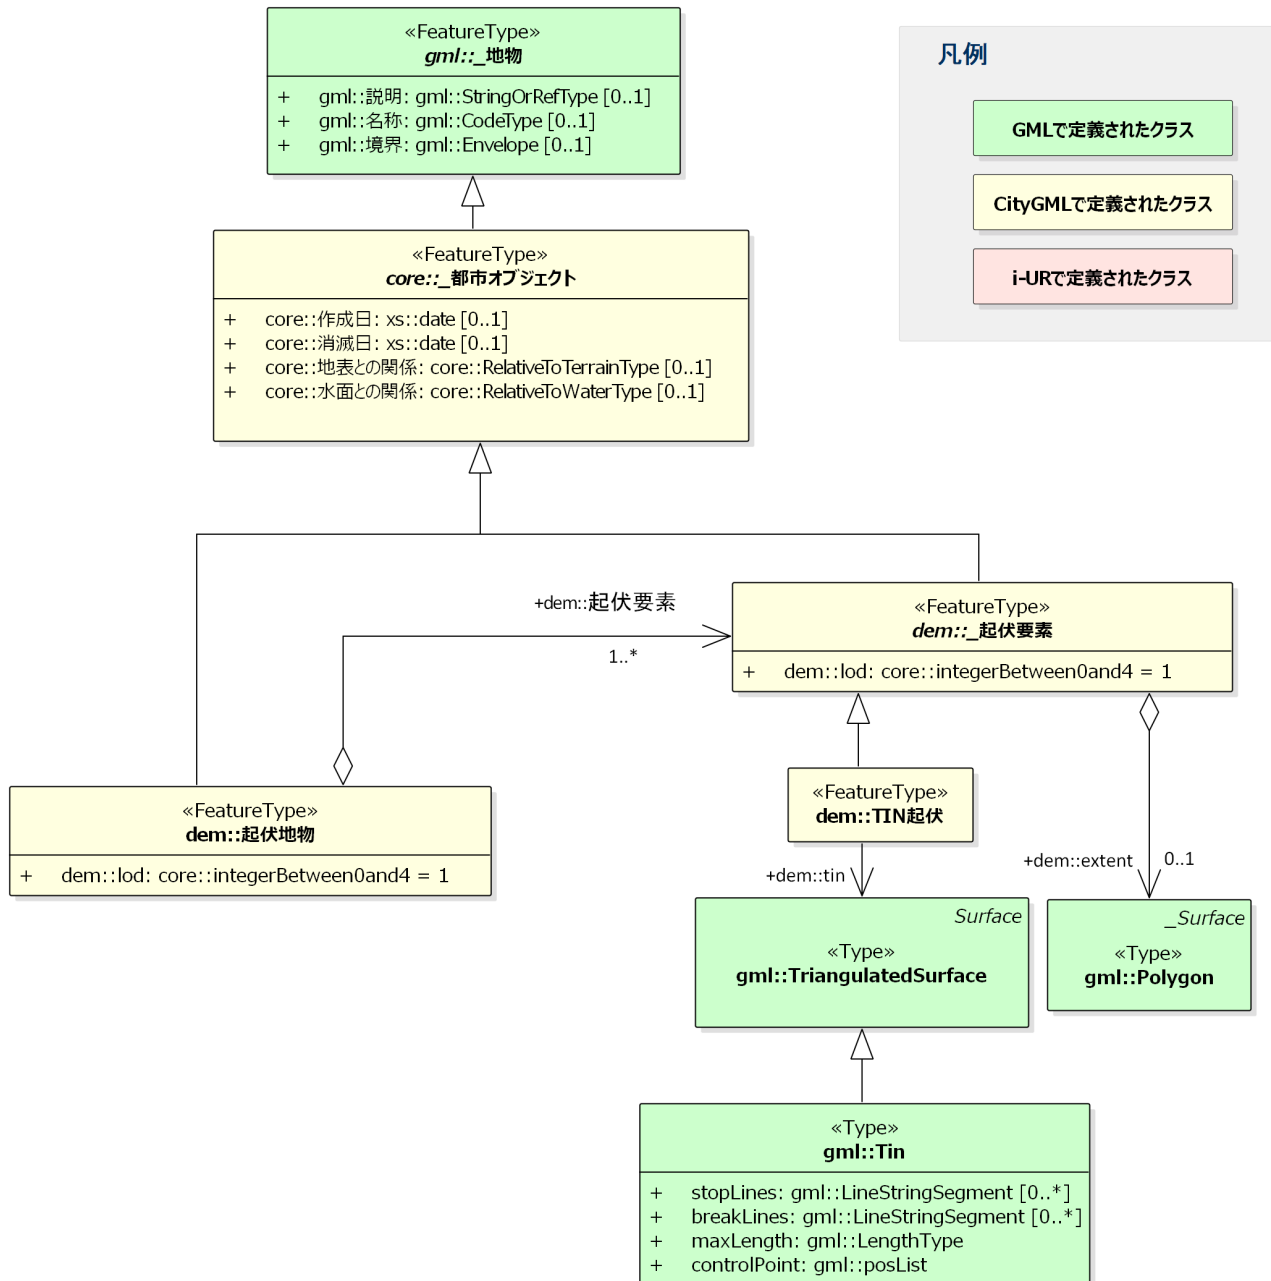 «FeatureType»
gml::_地物
+ gml::説明: gml::StringOrRefType [0..1]
+ gml::名称: gml::CodeType [0..1]
+ gml::境界: gml::Envelope [0..1]
凡例
GMLで定義されたクラス
CityGMLで定義されたクラス
i-URで定義されたクラス
«FeatureType»
core::_都市オブジェクト
+ core::作成日: xs::date [0..1]
+ core::消滅日: xs::date [0..1]
+ core::地表との関係: core::RelativeToTerrainType [0..1]
+ core::水面との関係: core::RelativeToWaterType [0..1]
+dem::起伏要素
1..*
«FeatureType»
dem::_起伏要素
+ dem::lod: core::integerBetween0and4 = 1
«FeatureType»
dem::起伏地物
+ dem::lod: core::integerBetween0and4 = 1
«FeatureType»
dem::TIN起伏
+dem::tin
+dem::extent
0..1
Surface
«Type»
gml::TriangulatedSurface
_Surface
«Type»
gml::Polygon
«Type»
gml::Tin
+ stopLines: gml::LineStringSegment [0..*]
+ breakLines: gml::LineStringSegment [0..*]
+ maxLength: gml::LengthType
+ controlPoint: gml::posList